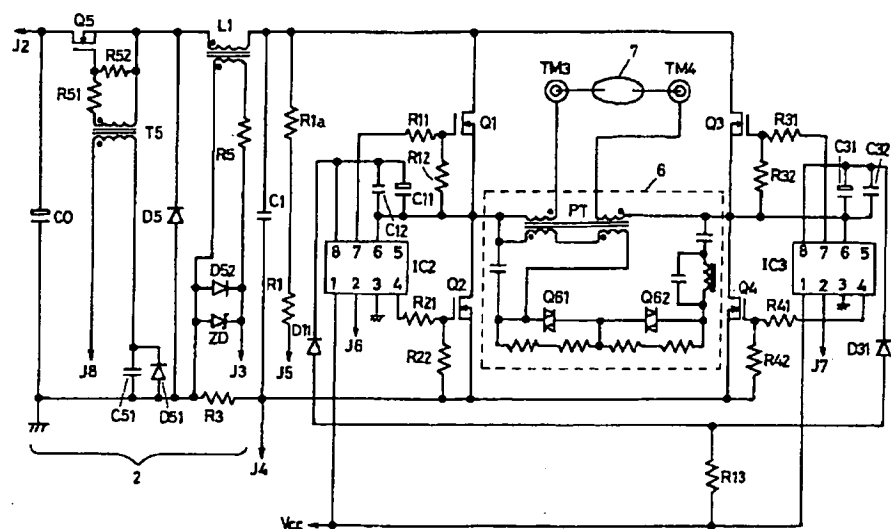 Q5
L1
J2
R52
R51
T5
R5
R1a
R11
Q1
TM3
7
TM4
Q3
R31
C31
C32
R12
R32
6
C0
D5
C1
C11
C12
PT
8 7 6 5
IC2
1 2 3 4
8 7 6 5
IC3
1 2 3 4
D52
ZD
R1
Q2
Q61
Q62
Q4
D11
R21
R41
J8
J3
J5
J6
R22
R42
J7
D31
C51
D51
R3
2
J4
R13
Vcc